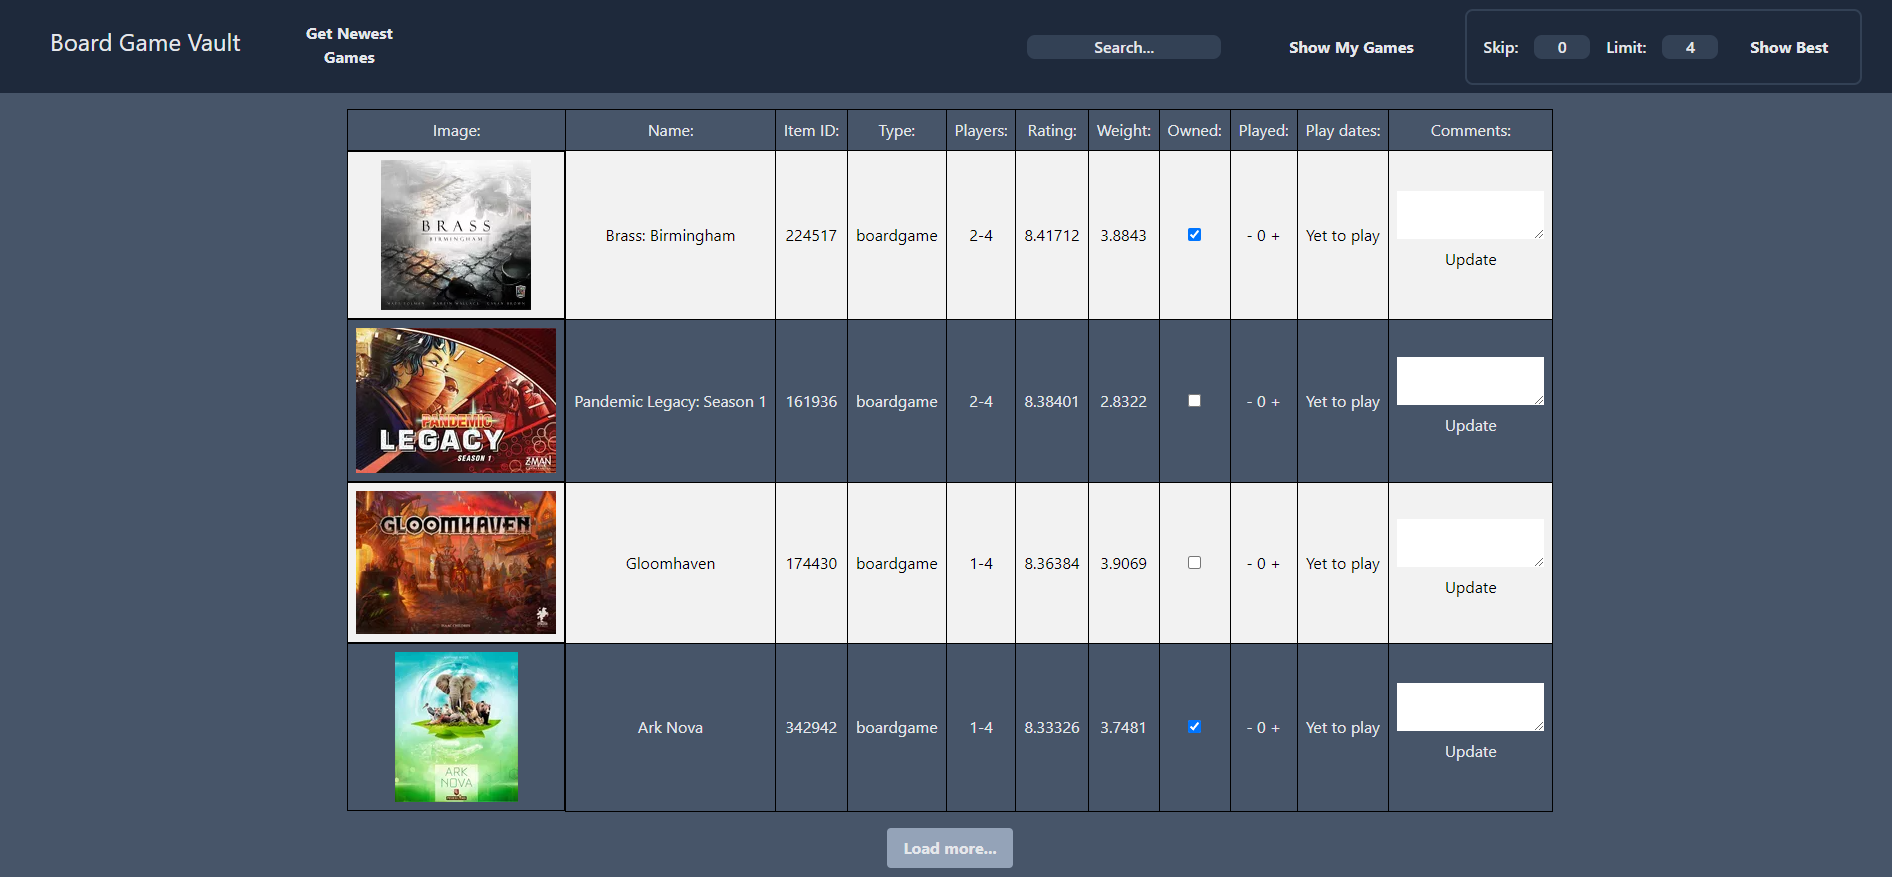 Board Game Vault
Get Newest
Games
Search...
Show My Games
Skip: 0 Limit: 4 Show Best
Image: Name: Item ID: Type: Players: Rating: Weight: Owned: Played: Play dates: Comments:
BRASS
BIRMINGHAM
Brass: Birmingham 224517 boardgame 2-4 8.41712 3.8843 - 0 + Yet to play
Update
PANDEMIC
LEGACY
SEASON 1
Z-MAN
Pandemic Legacy: Season 1 161936 boardgame 2-4 8.38401 2.8322 - 0 + Yet to play
Update
GLOOMHAVEN
Gloomhaven 174430 boardgame 1-4 8.36384 3.9069 - 0 + Yet to play
Update
ARK
NOVA
Ark Nova 342942 boardgame 1-4 8.33326 3.7481 - 0 + Yet to play
Update
Load more...